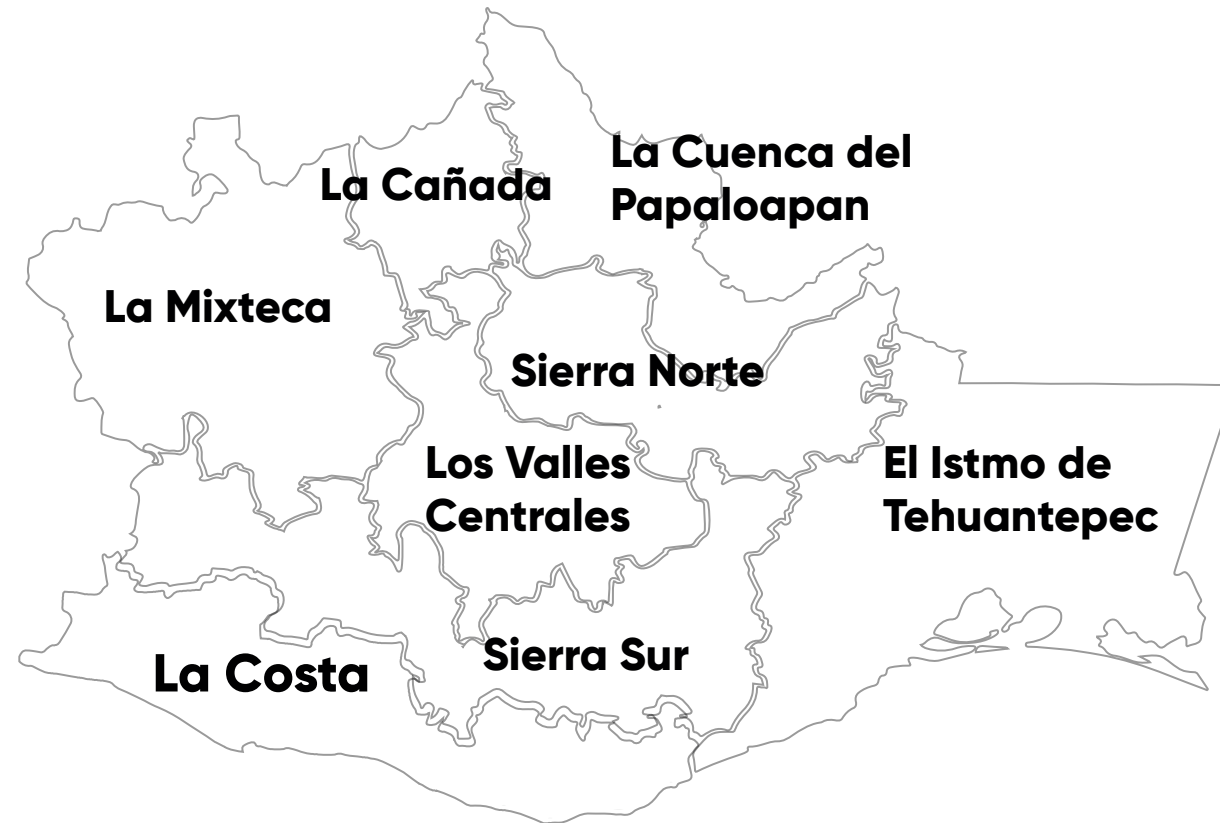 La Cuenca del
Papaloapan
La Cañada
La Mixteca
Sierra Norte
Los Valles
Centrales
El Istmo de
Tehuantepec
Sierra Sur
La Costa